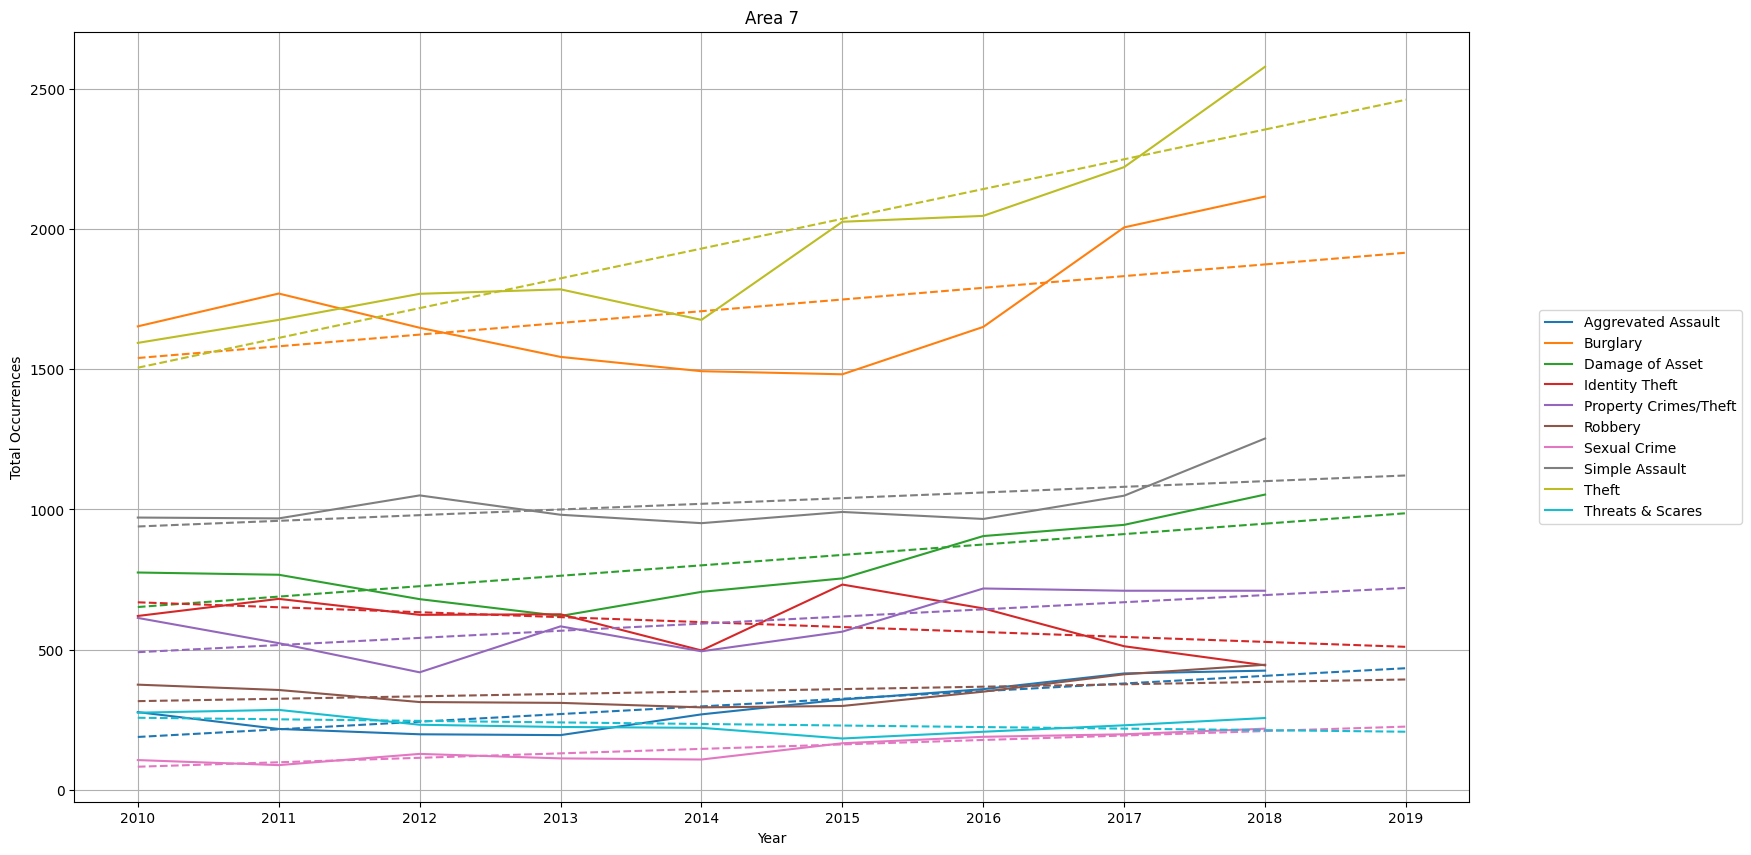 Area 7
Total Occurrences
2500
2000
1500
1000
500
0
2010 2011 2012 2013 2014 2015 2016 2017 2018 2019
Year
Aggrevated Assault
Burglary
Damage of Asset
Identity Theft
Property Crimes/Theft
Robbery
Sexual Crime
Simple Assault
Theft
Threats & Scares